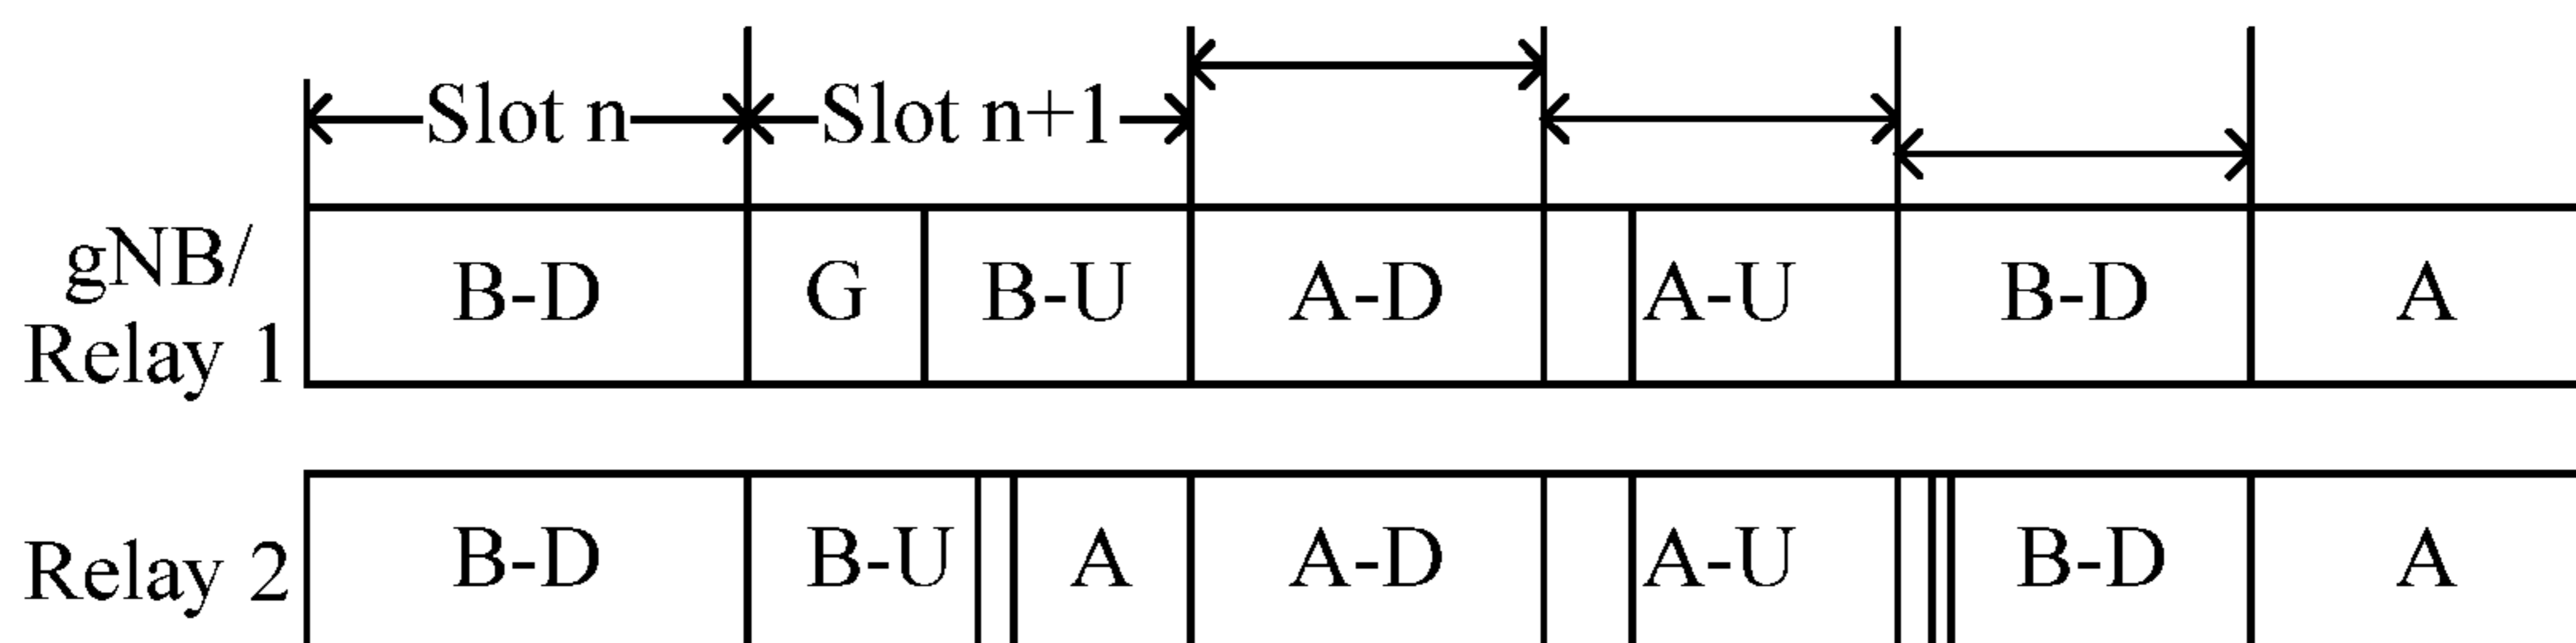 Slot n Slot n+1
gNB/
Relay 1 B-D G B-U A-D A-U B-D A
Relay 2 B-D B-U A A-D A-U B-D A